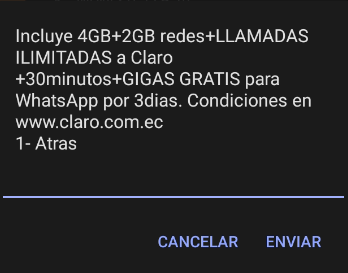 Incluye 4GB+2GB redes+LLAMADAS
ILIMITADAS a Claro
+30minutos+GIGAS GRATIS para
WhatsApp por 3dias. Condiciones en
www.claro.com.ec
1- Atras
CANCELAR ENVIAR